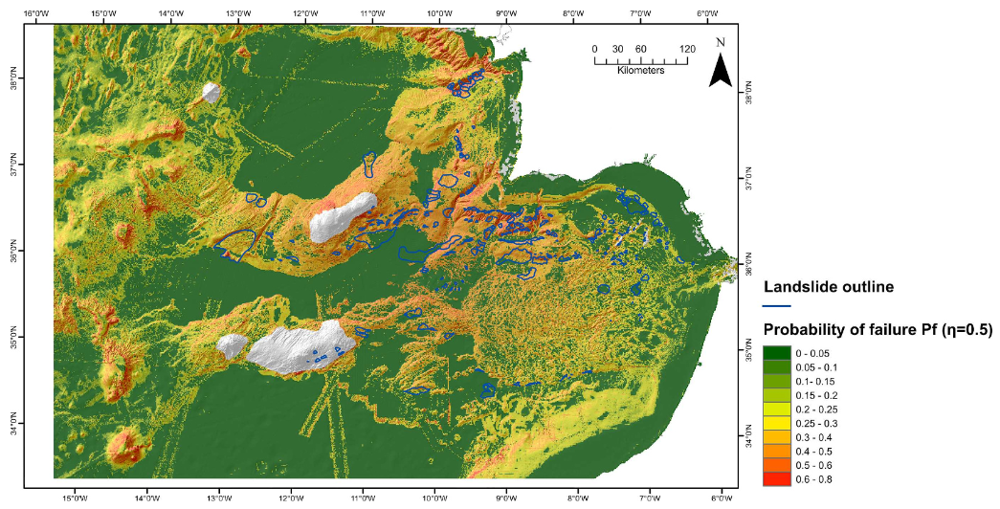 16°0'W 15°0'W 14°0'W 13°0'W 12°0'W 11°0'W 10°0'W 9°0'W 8°0'W 7°0'W 6°0'W
0 30 60 120
Kilometers
N
38°0'N 38°0'N
37°0'N 37°0'N
36°0'N 36°0'N
35°0'N 35°0'N
34°0'N 34°0'N
15°0'W 14°0'W 13°0'W 12°0'W 11°0'W 10°0'W 9°0'W 8°0'W 7°0'W 6°0'W
Landslide outline
Probability of failure Pf (η=0.5)
0 - 0.05
0.05 - 0.1
0.1- 0.15
0.15 - 0.2
0.2 - 0.25
0.25 - 0.3
0.3 - 0.4
0.4 - 0.5
0.5 - 0.6
0.6 - 0.8